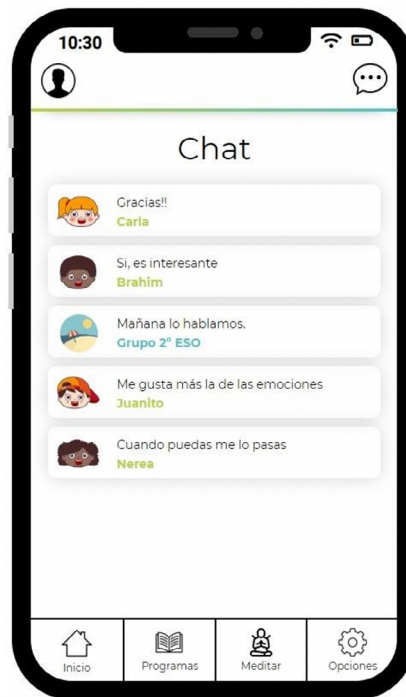 10:30
Chat
Gracias!!
Carla
Si, es interesante
Brahim
Mañana lo hablamos.
Grupo 2º ESO
Me gusta más la de las emociones
Juanito
Cuando puedas me lo pasas
Nerea
Inicio
Programas
Meditar
Opciones